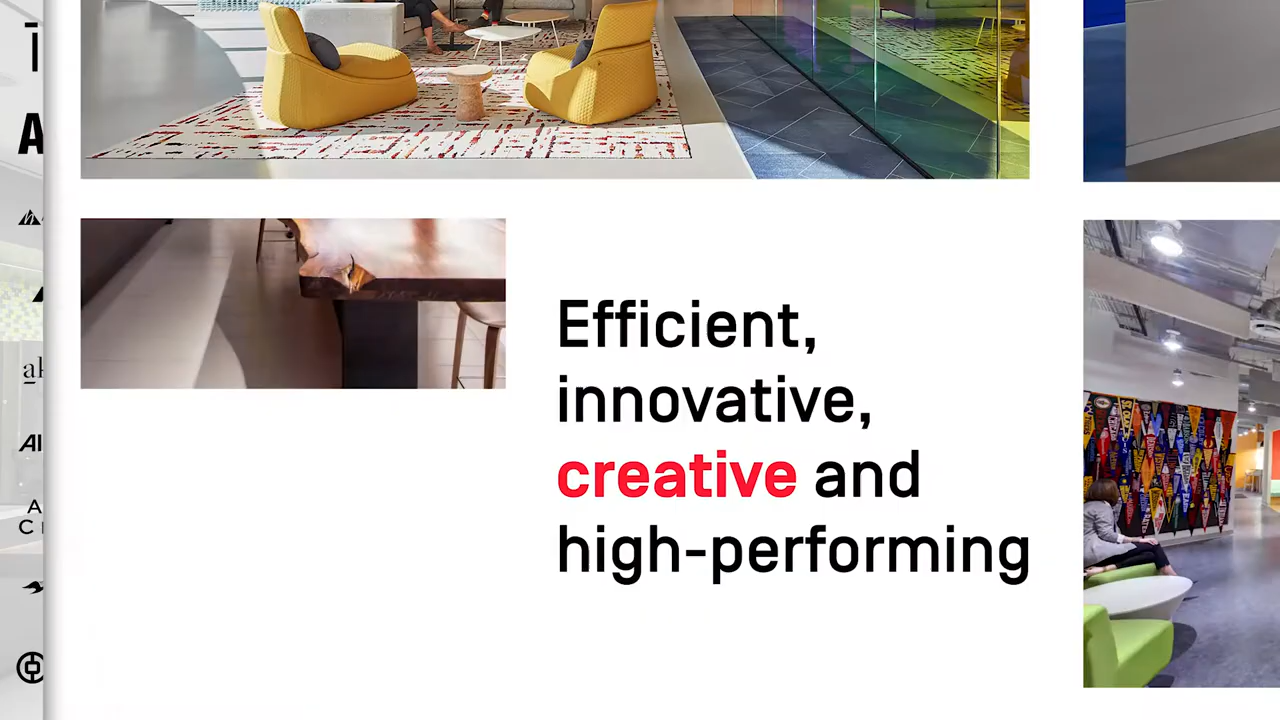 Efficient,
innovative,
creative and
high-performing